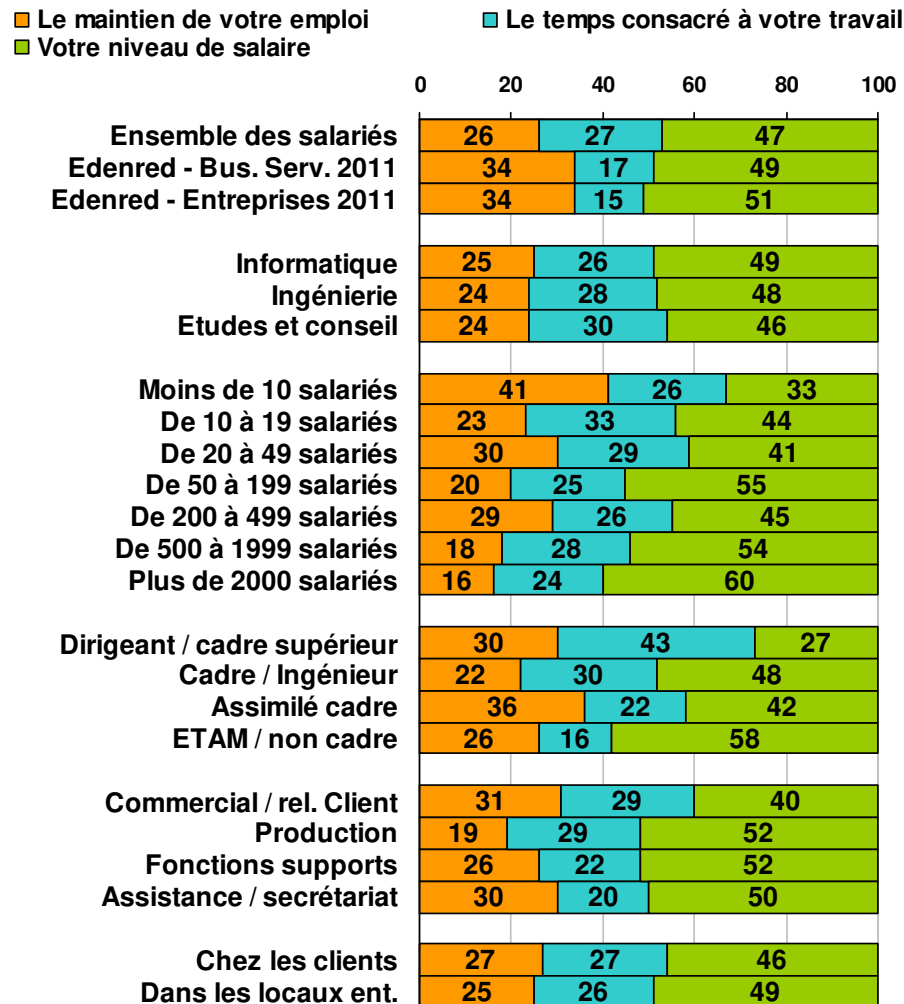 Le maintien de votre emploi Le temps consacré à votre travail
Votre niveau de salaire
0 20 40 60 80 100
Ensemble des salariés 26 27 47
Edenred - Bus. Serv. 2011 34 17 49
Edenred - Entreprises 2011 34 15 51
Informatique 25 26 49
Ingénierie 24 28 48
Etudes et conseil 24 30 46
Moins de 10 salariés 41 26 33
De 10 à 19 salariés 23 33 44
De 20 à 49 salariés 30 29 41
De 50 à 199 salariés 20 25 55
De 200 à 499 salariés 29 26 45
De 500 à 1999 salariés 18 28 54
Plus de 2000 salariés 16 24 60
Dirigeant / cadre supérieur 30 43 27
Cadre / Ingénieur 22 30 48
Assimilé cadre 36 22 42
ETAM / non cadre 26 16 58
Commercial / rel. Client 31 29 40
Production 19 29 52
Fonctions supports 26 22 52
Assistance / secrétariat 30 20 50
Chez les clients 27 27 46
Dans les locaux ent. 25 26 49